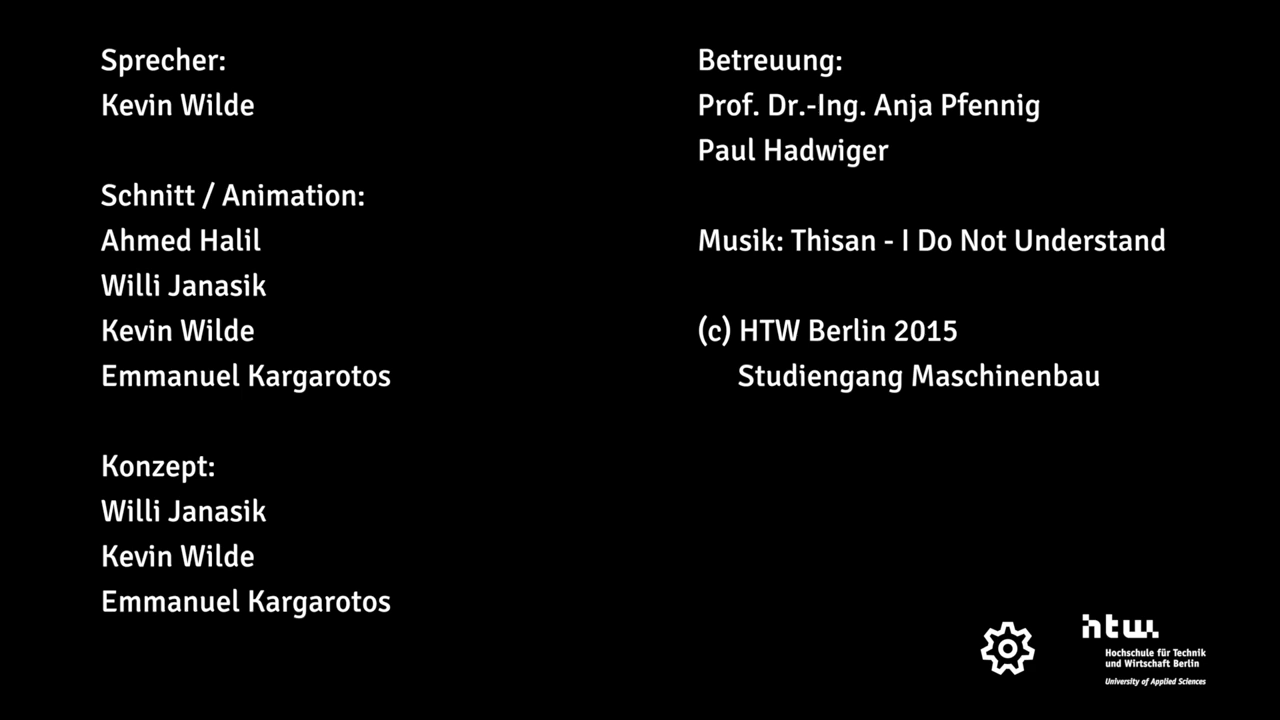 Sprecher:
Kevin Wilde
Schnitt / Animation:
Ahmed Halil
Willi Janasik
Kevin Wilde
Emmanuel Kargarotos
Konzept:
Willi Janasik
Kevin Wilde
Emmanuel Kargarotos
Betreuung:
Prof. Dr.-Ing. Anja Pfennig
Paul Hadwiger
Musik: Thisan - I Do Not Understand
(c) HTW Berlin 2015
Studiengang Maschinenbau
htw.
Hochschule für Technik
und Wirtschaft Berlin
University of Applied Sciences